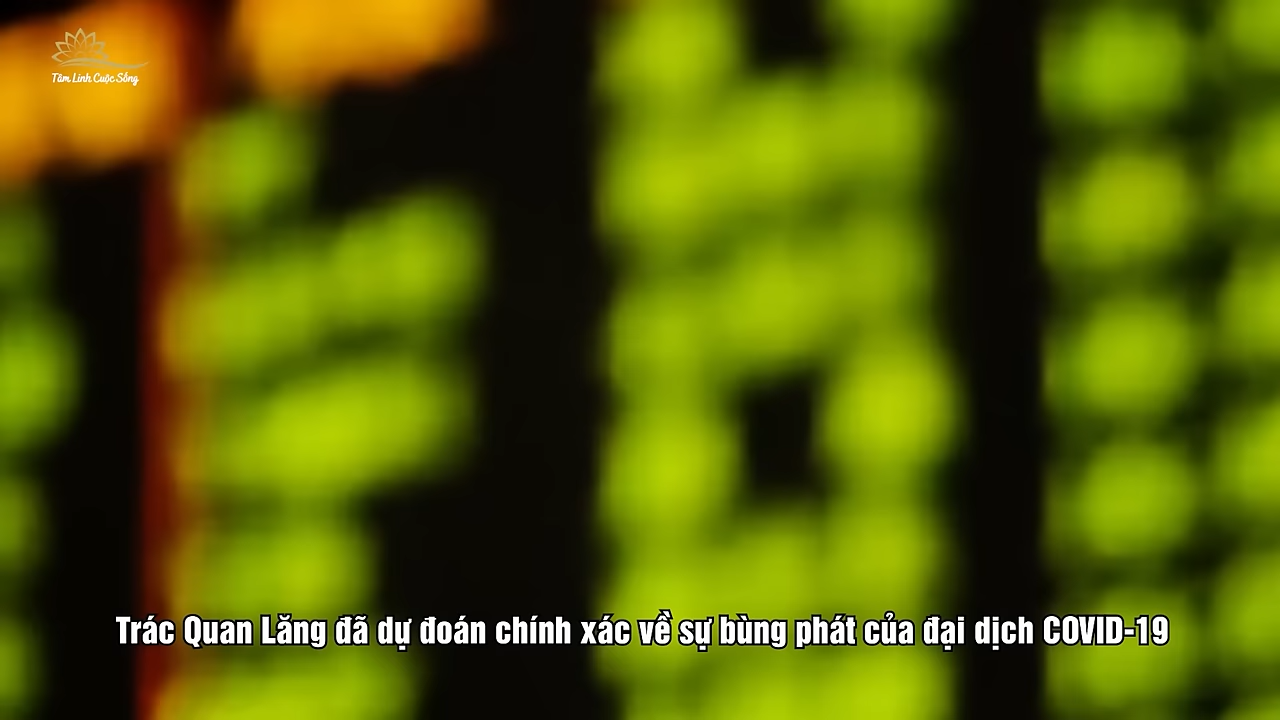 Tâm Linh Cuộc Sống
Trác Quan Lăng đã dự đoán chính xác về sự bùng phát của đại dịch COVID-19